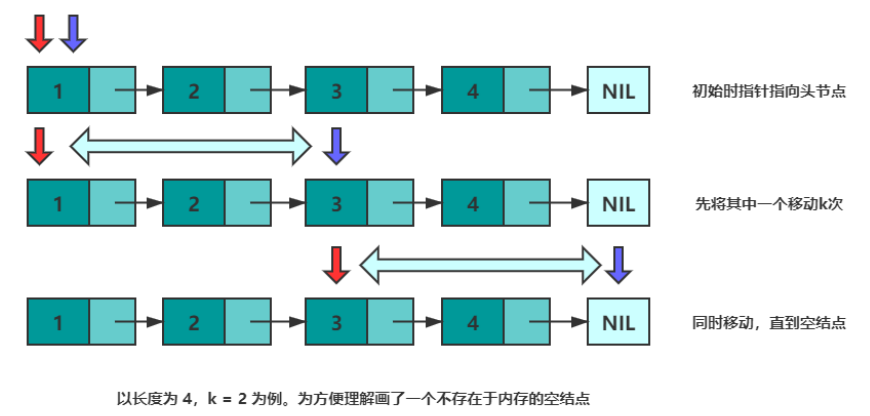 1 2 3 4 NIL 初始时指针指向头节点
1 2 3 4 NIL 先将其中一个移动k次
1 2 3 4 NIL 同时移动，直到空结点
以长度为 4，k = 2 为例。为方便理解画了一个不存在于内存的空结点